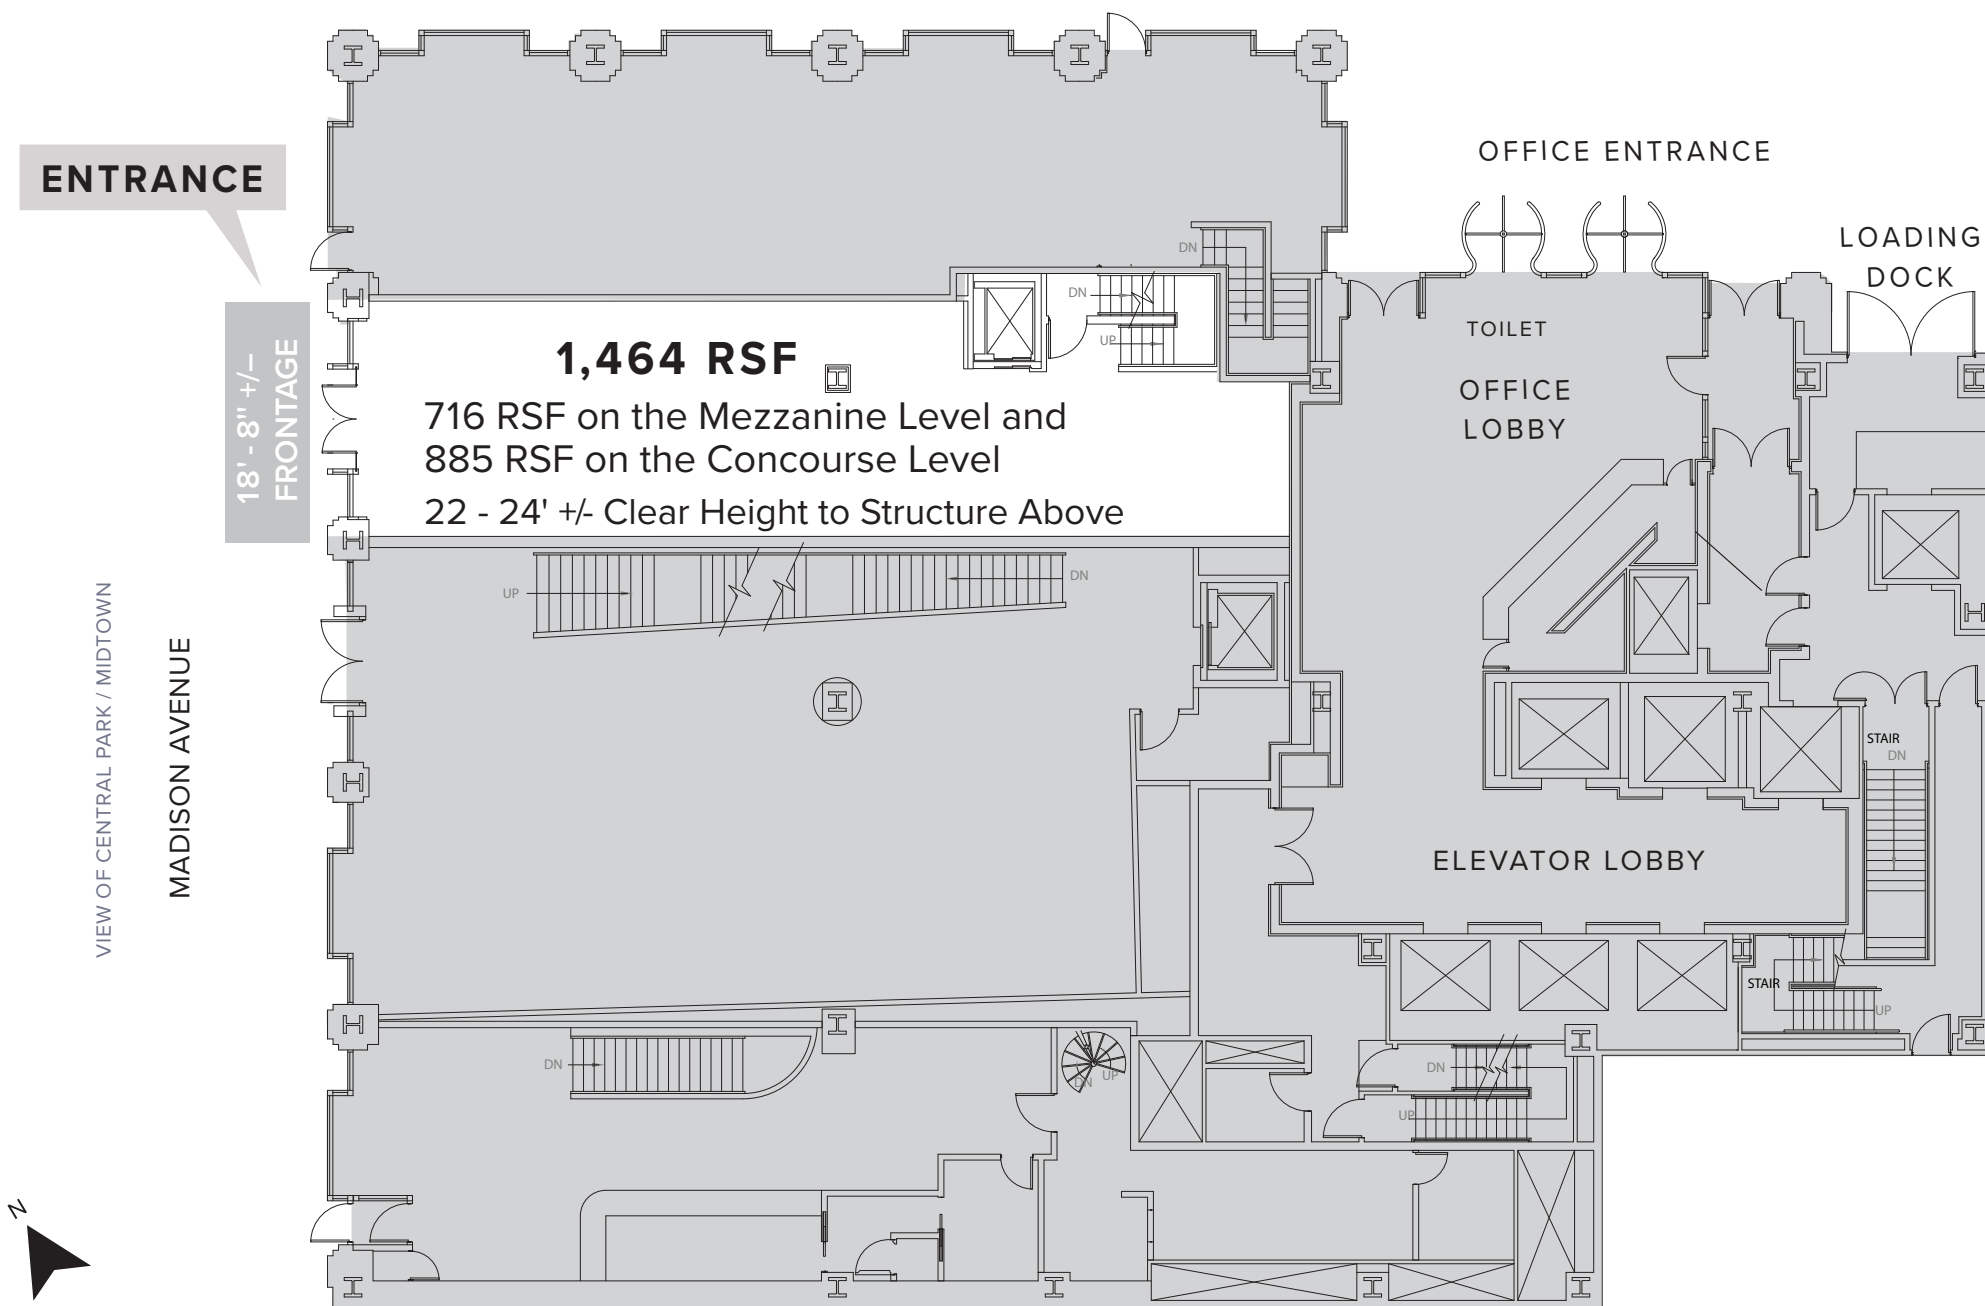 OFFICE ENTRANCE
ENTRANCE
LOADING
DOCK
DN
DN
UP
TOILET
OFFICE
LOBBY
18' - 8" +/–
FRONTAGE
1,464 RSF
716 RSF on the Mezzanine Level and
885 RSF on the Concourse Level
22 - 24' +/- Clear Height to Structure Above
UP
DN
VIEW OF CENTRAL PARK / MIDTOWN
MADISON AVENUE
STAIR
DN
ELEVATOR LOBBY
STAIR
UP
DN
DN
UP
DN
UP
N